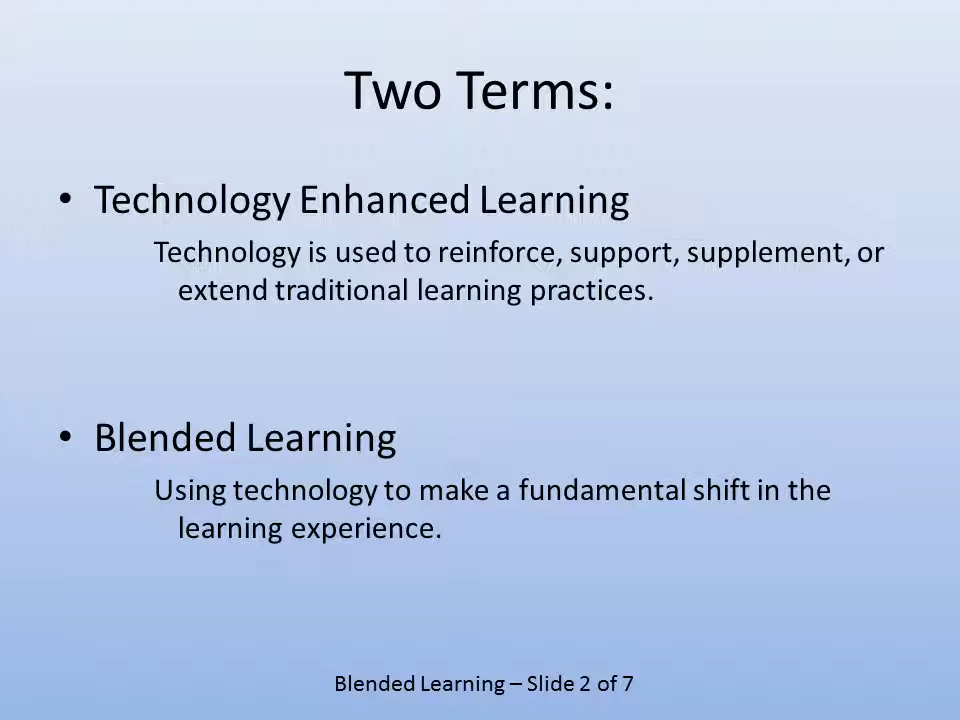 Two Terms:
• Technology Enhanced Learning
Technology is used to reinforce, support, supplement, or
extend traditional learning practices.
• Blended Learning
Using technology to make a fundamental shift in the
learning experience.
Blended Learning – Slide 2 of 7